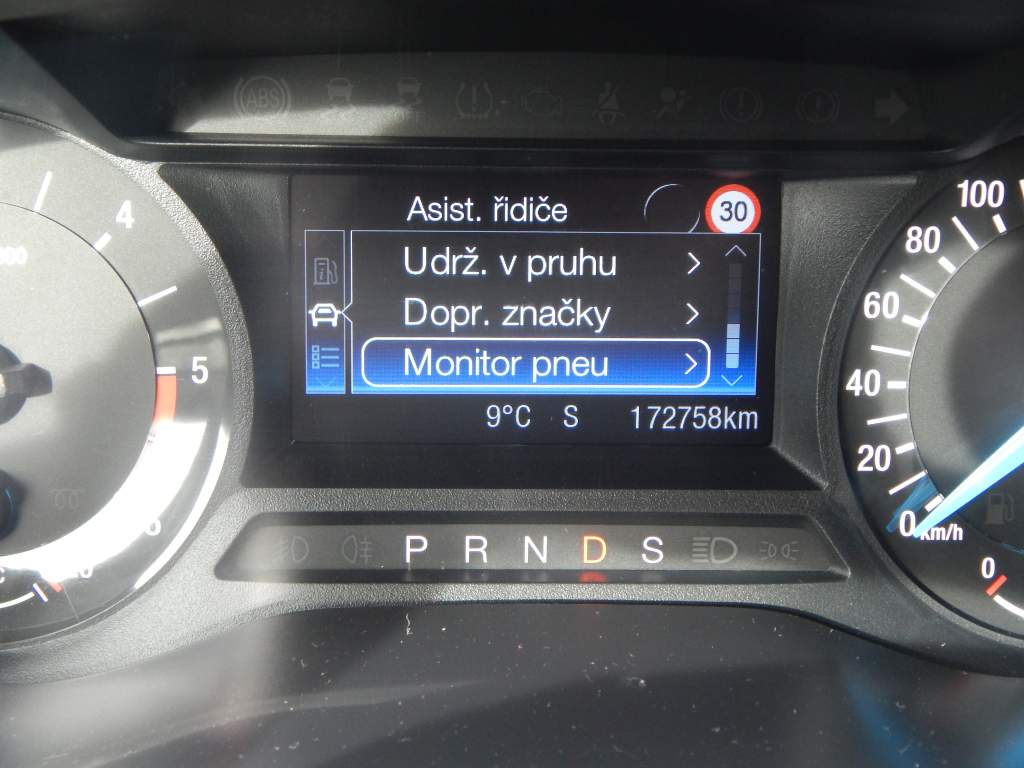 ABS
OFF
Asist. řidiče
30
Udrž. v pruhu
Dopr. značky
Monitor pneu
9°C S 172758km
P R N D S
4
5
100
80
60
40
20
0
km/h
0